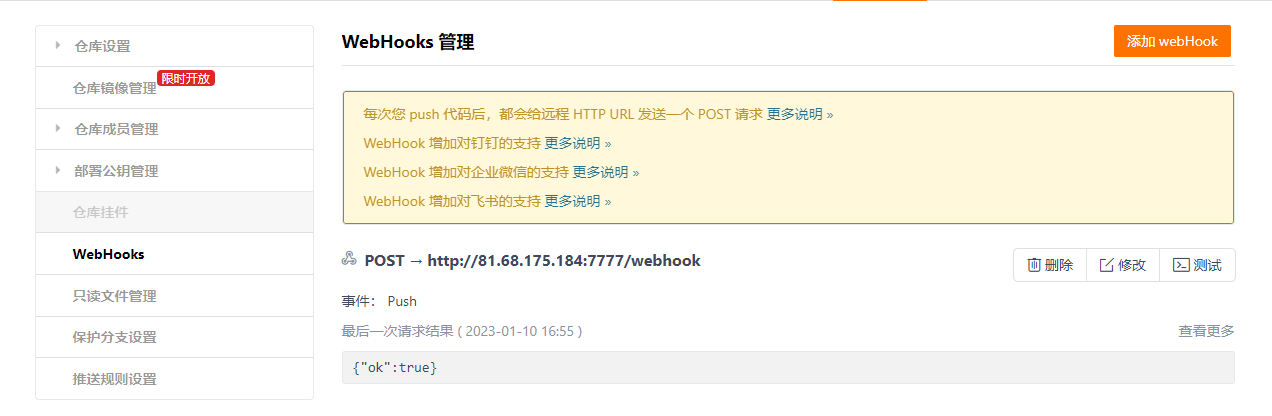 仓库设置
仓库镜像管理 限时开放
仓库成员管理
部署公钥管理
仓库挂件
WebHooks
只读文件管理
保护分支设置
推送规则设置
WebHooks 管理
添加 webHook
每次您 push 代码后，都会给远程 HTTP URL 发送一个 POST 请求 更多说明 »
WebHook 增加对钉钉的支持 更多说明 »
WebHook 增加对企业微信的支持 更多说明 »
WebHook 增加对飞书的支持 更多说明 »
POST → http://81.68.175.184:7777/webhook
删除 修改 测试
事件： Push
最后一次请求结果 ( 2023-01-10 16:55 ) 查看更多
{"ok":true}